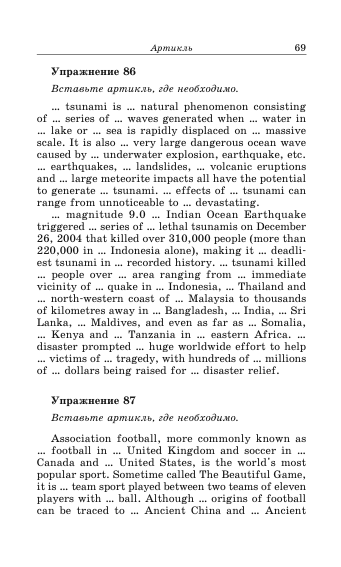 Артикль 69
Упражнение 86
Вставьте артикль, где необходимо.
... tsunami is ... natural phenomenon consisting
of ... series of ... waves generated when ... water in
... lake or ... sea is rapidly displaced on ... massive
scale. It is also ... very large dangerous ocean wave
caused by ... underwater explosion, earthquake, etc.
... earthquakes, ... landslides, ... volcanic eruptions
and ... large meteorite impacts all have the potential
to generate ... tsunami. ... effects of ... tsunami can
range from unnoticeable to ... devastating.
... magnitude 9.0 ... Indian Ocean Earthquake
triggered ... series of ... lethal tsunamis on December
26, 2004 that killed over 310,000 people (more than
220,000 in ... Indonesia alone), making it ... deadli-
est tsunami in ... recorded history. ... tsunami killed
... people over ... area ranging from ... immediate
vicinity of ... quake in ... Indonesia, ... Thailand and
... north-western coast of ... Malaysia to thousands
of kilometres away in ... Bangladesh, ... India, ... Sri
Lanka, ... Maldives, and even as far as ... Somalia,
... Kenya and ... Tanzania in ... eastern Africa. ...
disaster prompted ... huge worldwide effort to help
... victims of ... tragedy, with hundreds of ... millions
of ... dollars being raised for ... disaster relief.
Упражнение 87
Вставьте артикль, где необходимо.
Association football, more commonly known as
... football in ... United Kingdom and soccer in ...
Canada and ... United States, is the world's most
popular sport. Sometime called The Beautiful Game,
it is ... team sport played between two teams of eleven
players with ... ball. Although ... origins of football
can be traced to ... Ancient China and ... Ancient